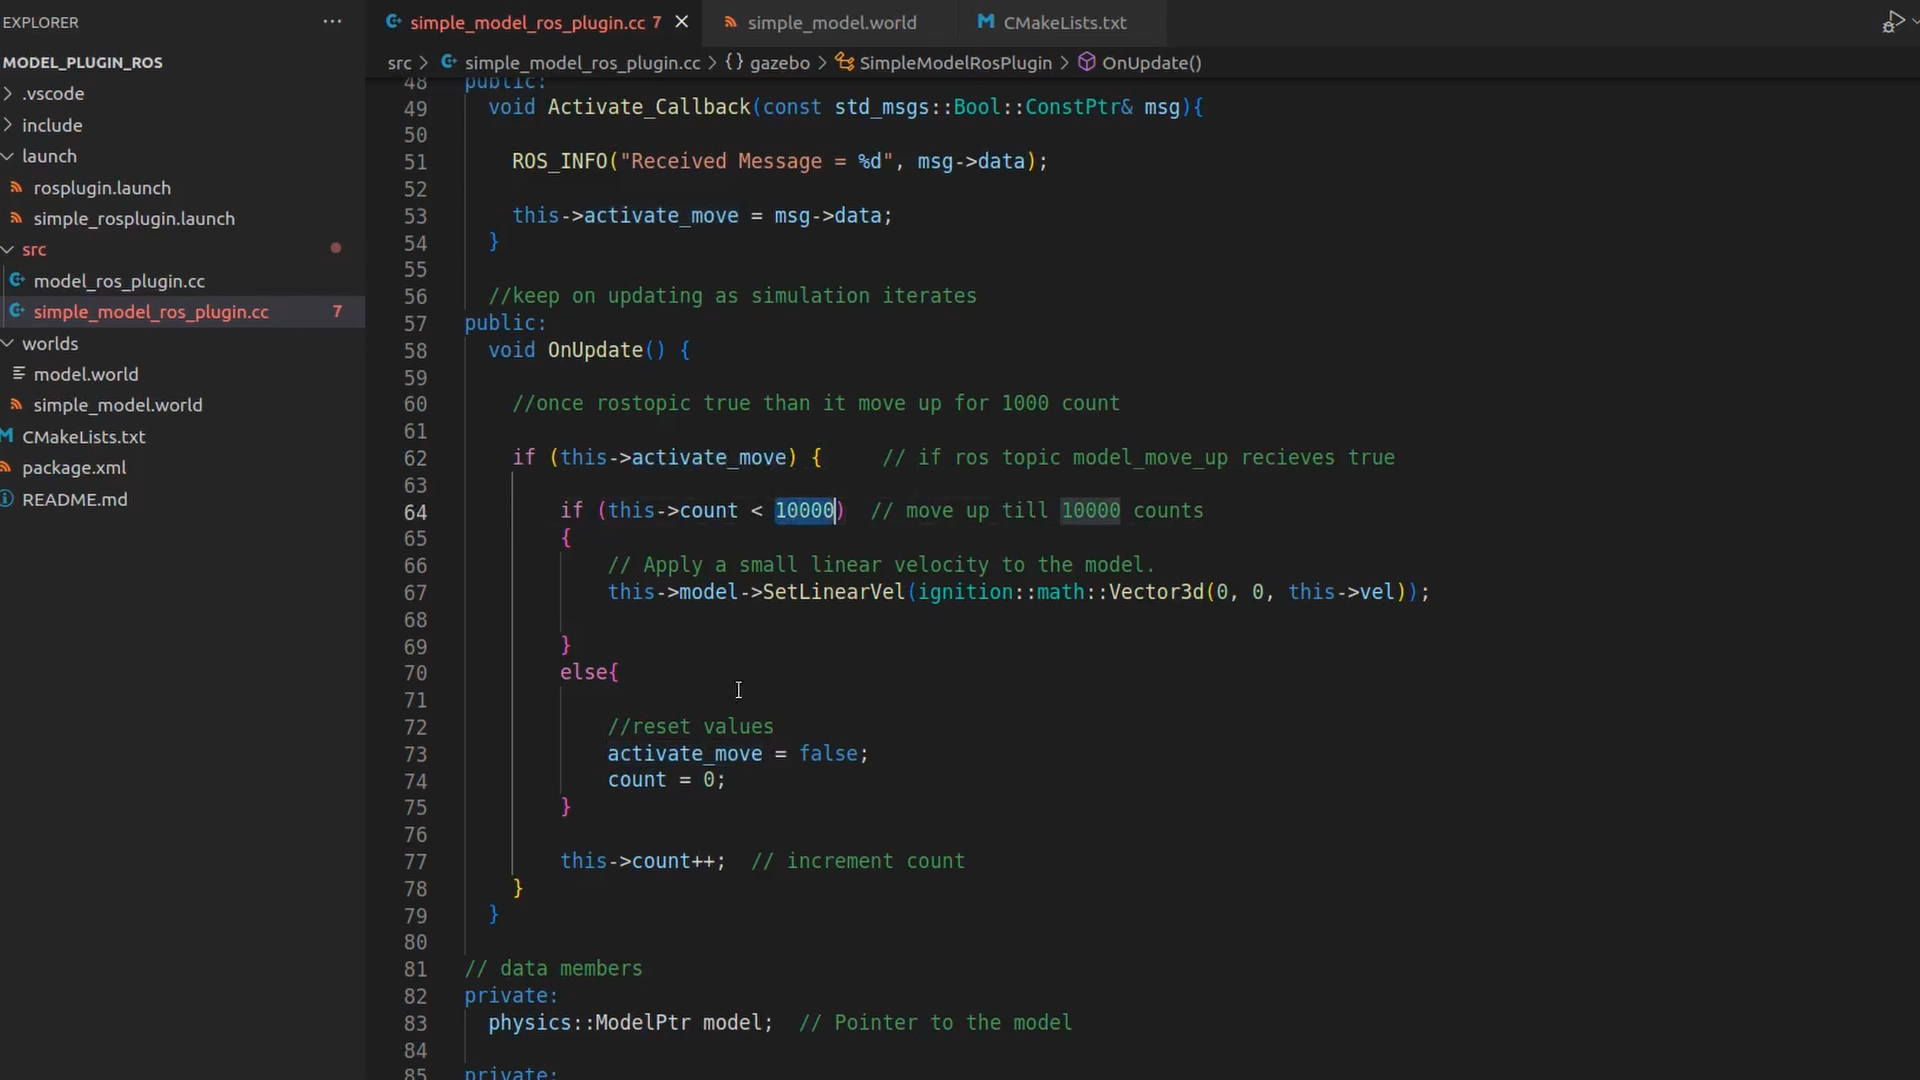 EXPLORER
simple_model_ros_plugin.cc 7
simple_model.world
CMakeLists.txt
MODEL_PLUGIN_ROS
src > simple_model_ros_plugin.cc > {} gazebo > SimpleModelRosPlugin > OnUpdate()
.vscode
include
launch
rosplugin.launch
simple_rosplugin.launch
src
model_ros_plugin.cc
simple_model_ros_plugin.cc 7
worlds
model.world
simple_model.world
CMakeLists.txt
package.xml
README.md
48 public:
49 void Activate_Callback(const std_msgs::Bool::ConstPtr& msg){
50
51 ROS_INFO("Received Message = %d", msg->data);
52
53 this->activate_move = msg->data;
54 }
55
56 //keep on updating as simulation iterates
57 public:
58 void OnUpdate() {
59
60 //once rostopic true than it move up for 1000 count
61
62 if (this->activate_move) { // if ros topic model_move_up recieves true
63
64 if (this->count < 10000) // move up till 10000 counts
65 {
66 // Apply a small linear velocity to the model.
67 this->model->SetLinearVel(ignition::math::Vector3d(0, 0, this->vel));
68
69 }
70 else{
71
72 //reset values
73 activate_move = false;
74 count = 0;
75 }
76
77 this->count++; // increment count
78 }
79 }
80
81 // data members
82 private:
83 physics::ModelPtr model; // Pointer to the model
84
85 private: